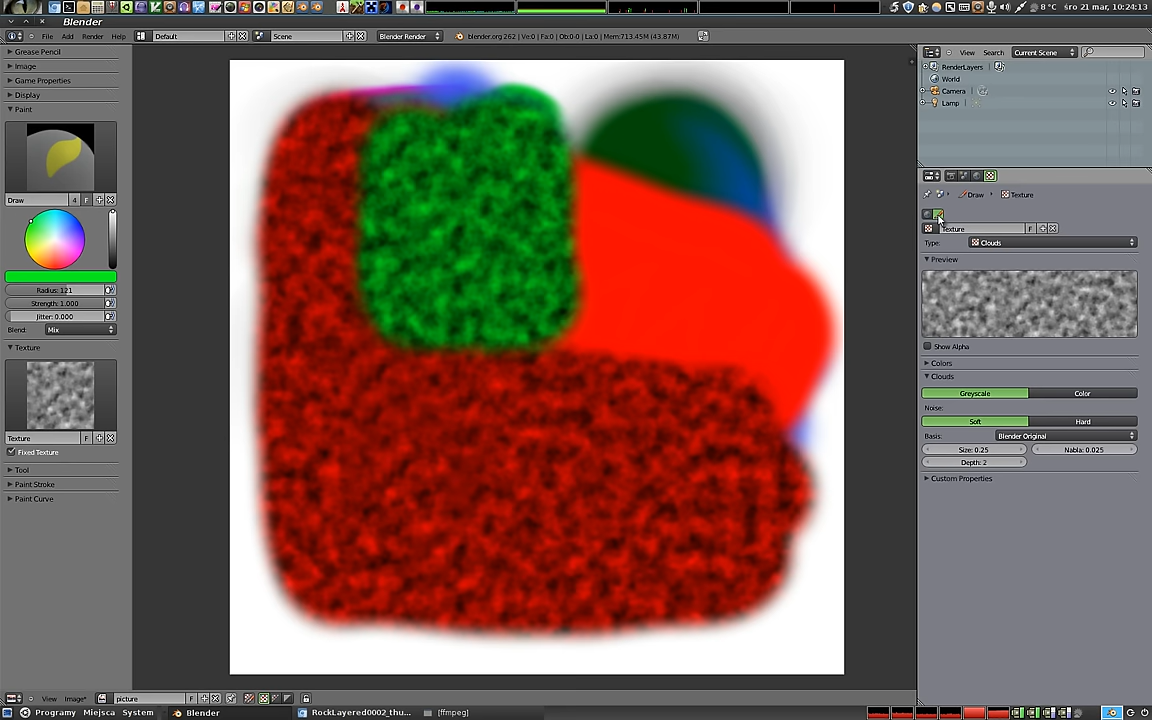 8 °C śro 21 mar, 10:24:13
Blender
File Add Render Help
Default
Scene
Blender Render
blender.org 262 | Ve:0 | Fa:0 | Ob:0-0 | La:0 | Mem:713.45M (43.87M)
View Search Current Scene
Grease Pencil
Image
Game Properties
Display
Paint
Draw 4 F
Radius: 121
Strength: 1.000
Jitter: 0.000
Blend: Mix
Texture
Texture F
Fixed Texture
Tool
Paint Stroke
Paint Curve
RenderLayers
World
Camera
Lamp
Draw Texture
Texture F
Type: Clouds
Preview
Show Alpha
Colors
Clouds
Greyscale Color
Noise:
Soft Hard
Basis: Blender Original
Size: 0.25 Nabla: 0.025
Depth: 2
Custom Properties
View Image* picture F
Programy Miejsca System Blender RockLayered0002_thu... [ffmpeg]